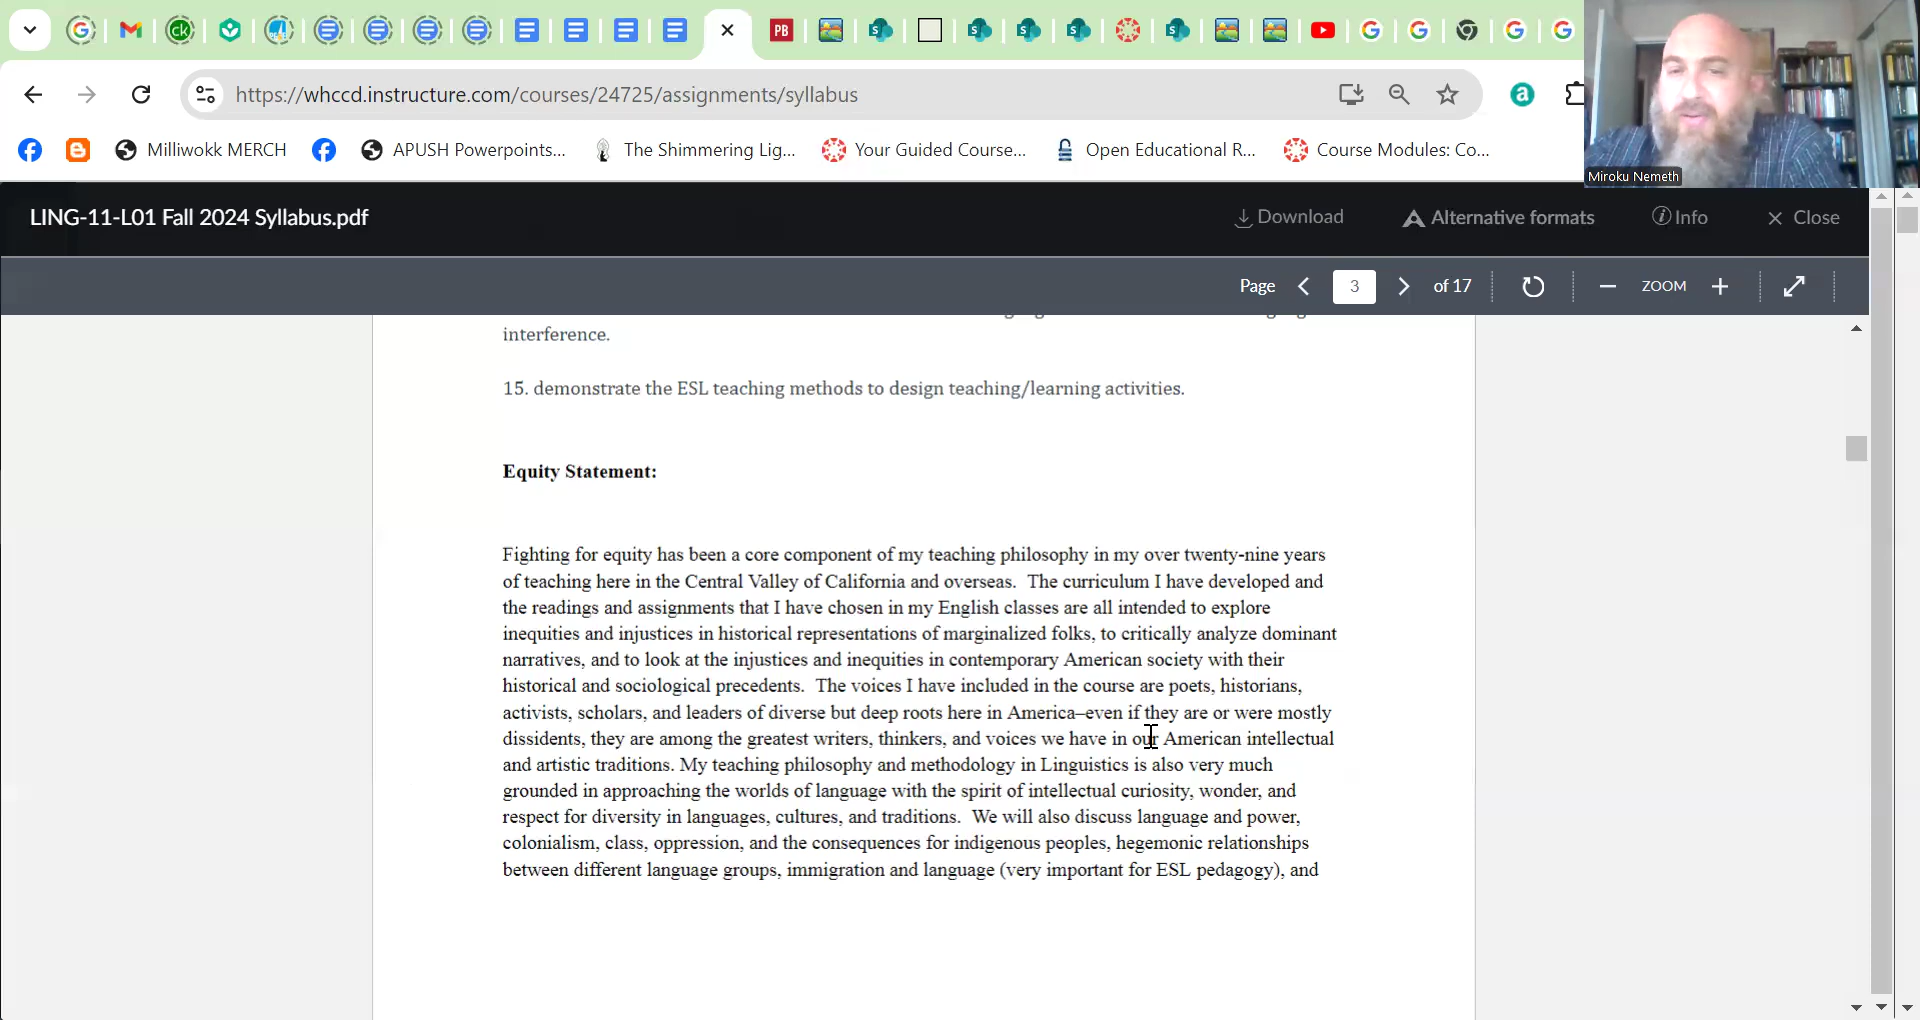 https://whccd.instructure.com/courses/24725/assignments/syllabus
Milliwokk MERCH
APUSH Powerpoints...
The Shimmering Lig...
Your Guided Course...
Open Educational R...
Course Modules: Co...
Miroku Nemeth
LING-11-L01 Fall 2024 Syllabus.pdf
Download
Alternative formats
Info
Close
Page
3
of 17
ZOOM
interference.
15. demonstrate the ESL teaching methods to design teaching/learning activities.
Equity Statement:
Fighting for equity has been a core component of my teaching philosophy in my over twenty-nine years
of teaching here in the Central Valley of California and overseas.  The curriculum I have developed and
the readings and assignments that I have chosen in my English classes are all intended to explore
inequities and injustices in historical representations of marginalized folks, to critically analyze dominant
narratives, and to look at the injustices and inequities in contemporary American society with their
historical and sociological precedents.  The voices I have included in the course are poets, historians,
activists, scholars, and leaders of diverse but deep roots here in America–even if they are or were mostly
dissidents, they are among the greatest writers, thinkers, and voices we have in our American intellectual
and artistic traditions. My teaching philosophy and methodology in Linguistics is also very much
grounded in approaching the worlds of language with the spirit of intellectual curiosity, wonder, and
respect for diversity in languages, cultures, and traditions.  We will also discuss language and power,
colonialism, class, oppression, and the consequences for indigenous peoples, hegemonic relationships
between different language groups, immigration and language (very important for ESL pedagogy), and